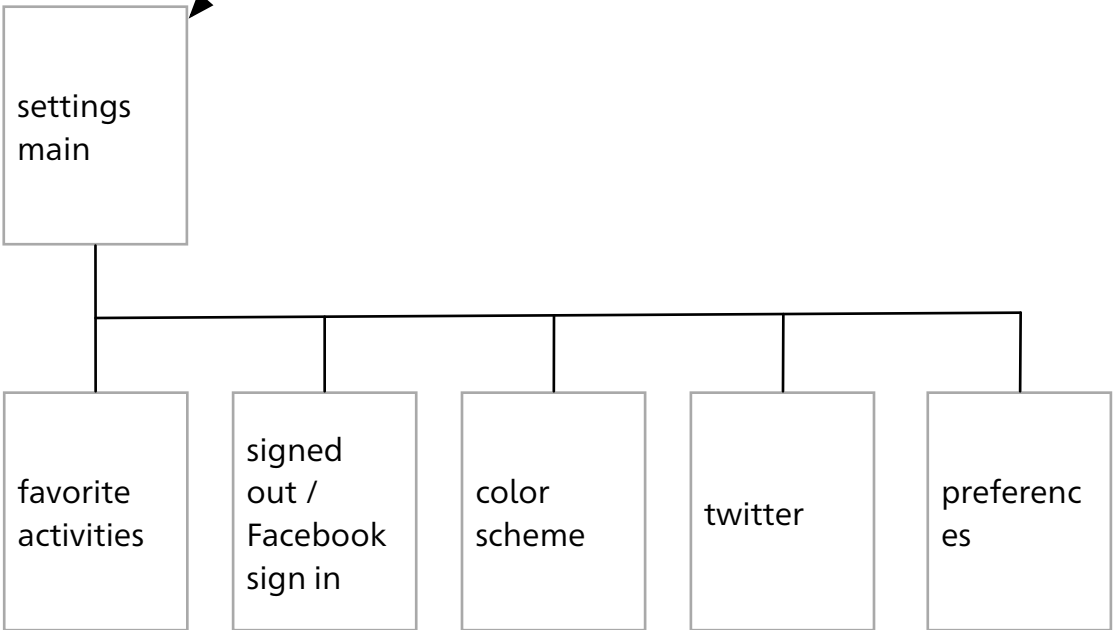 settings
main
favorite
activities
signed
out /
Facebook
sign in
color
scheme
twitter
preferenc
es